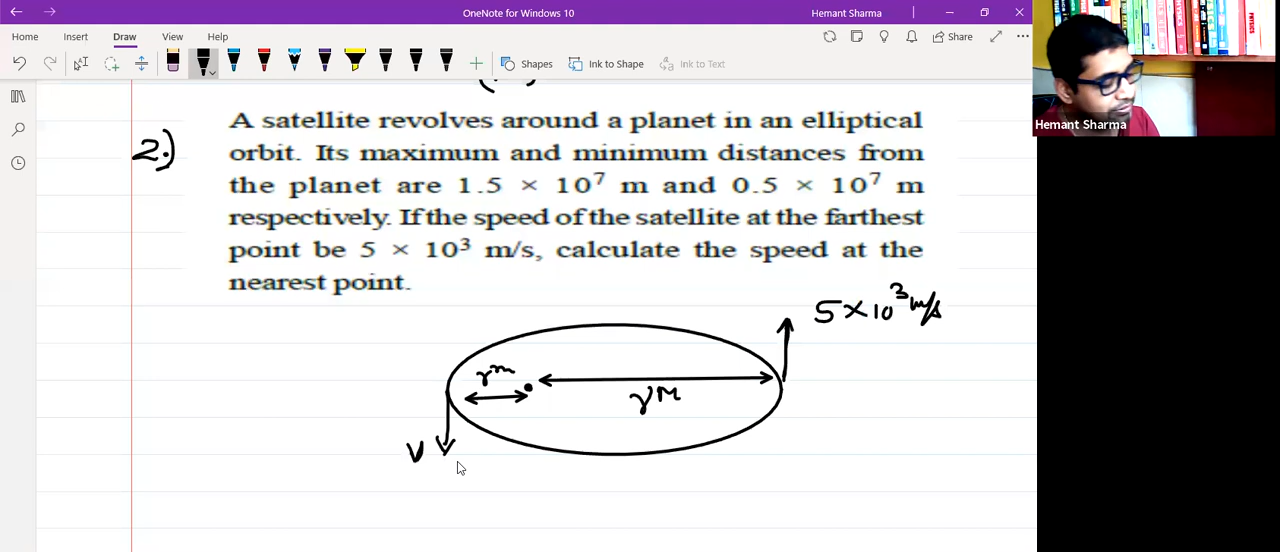 OneNote for Windows 10
Hemant Sharma
Home
Insert
Draw
View
Help
Share
Shapes
Ink to Shape
Ink to Text
Hemant Sharma
2.)
A satellite revolves around a planet in an elliptical
orbit. Its maximum and minimum distances from
the planet are 1.5 × 10⁷ m and 0.5 × 10⁷ m
respectively. If the speed of the satellite at the farthest
point be 5 × 10³ m/s, calculate the speed at the
nearest point.
5×10³ m/s
rm
rM
v